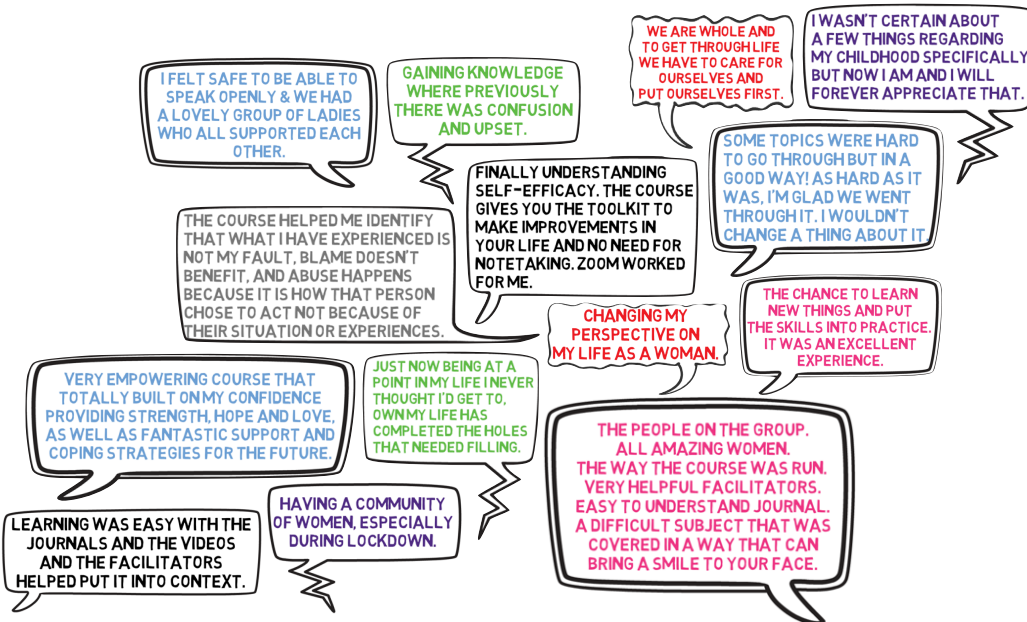 I FELT SAFE TO BE ABLE TO
SPEAK OPENLY & WE HAD
A LOVELY GROUP OF LADIES
WHO ALL SUPPORTED EACH
OTHER.
GAINING KNOWLEDGE
WHERE PREVIOUSLY
THERE WAS CONFUSION
AND UPSET.
WE ARE WHOLE AND
TO GET THROUGH LIFE
WE HAVE TO CARE FOR
OURSELVES AND
PUT OURSELVES FIRST.
I WASN'T CERTAIN ABOUT
A FEW THINGS REGARDING
MY CHILDHOOD SPECIFICALLY
BUT NOW I AM AND I WILL
FOREVER APPRECIATE THAT.
SOME TOPICS WERE HARD
TO GO THROUGH BUT IN A
GOOD WAY! AS HARD AS IT
WAS, I'M GLAD WE WENT
THROUGH IT. I WOULDN'T
CHANGE A THING ABOUT IT
FINALLY UNDERSTANDING
SELF-EFFICACY. THE COURSE
GIVES YOU THE TOOLKIT TO
MAKE IMPROVEMENTS IN
YOUR LIFE AND NO NEED FOR
NOTETAKING. ZOOM WORKED
FOR ME.
THE COURSE HELPED ME IDENTIFY
THAT WHAT I HAVE EXPERIENCED IS
NOT MY FAULT, BLAME DOESN'T
BENEFIT, AND ABUSE HAPPENS
BECAUSE IT IS HOW THAT PERSON
CHOSE TO ACT NOT BECAUSE OF
THEIR SITUATION OR EXPERIENCES.
CHANGING MY
PERSPECTIVE ON
MY LIFE AS A WOMAN.
THE CHANCE TO LEARN
NEW THINGS AND PUT
THE SKILLS INTO PRACTICE.
IT WAS AN EXCELLENT
EXPERIENCE.
VERY EMPOWERING COURSE THAT
TOTALLY BUILT ON MY CONFIDENCE
PROVIDING STRENGTH, HOPE AND LOVE,
AS WELL AS FANTASTIC SUPPORT AND
COPING STRATEGIES FOR THE FUTURE.
JUST NOW BEING AT A
POINT IN MY LIFE I NEVER
THOUGHT I'D GET TO,
OWN MY LIFE HAS
COMPLETED THE HOLES
THAT NEEDED FILLING.
THE PEOPLE ON THE GROUP.
ALL AMAZING WOMEN.
THE WAY THE COURSE WAS RUN.
VERY HELPFUL FACILITATORS.
EASY TO UNDERSTAND JOURNAL.
A DIFFICULT SUBJECT THAT WAS
COVERED IN A WAY THAT CAN
BRING A SMILE TO YOUR FACE.
HAVING A COMMUNITY
OF WOMEN, ESPECIALLY
DURING LOCKDOWN.
LEARNING WAS EASY WITH THE
JOURNALS AND THE VIDEOS
AND THE FACILITATORS
HELPED PUT IT INTO CONTEXT.